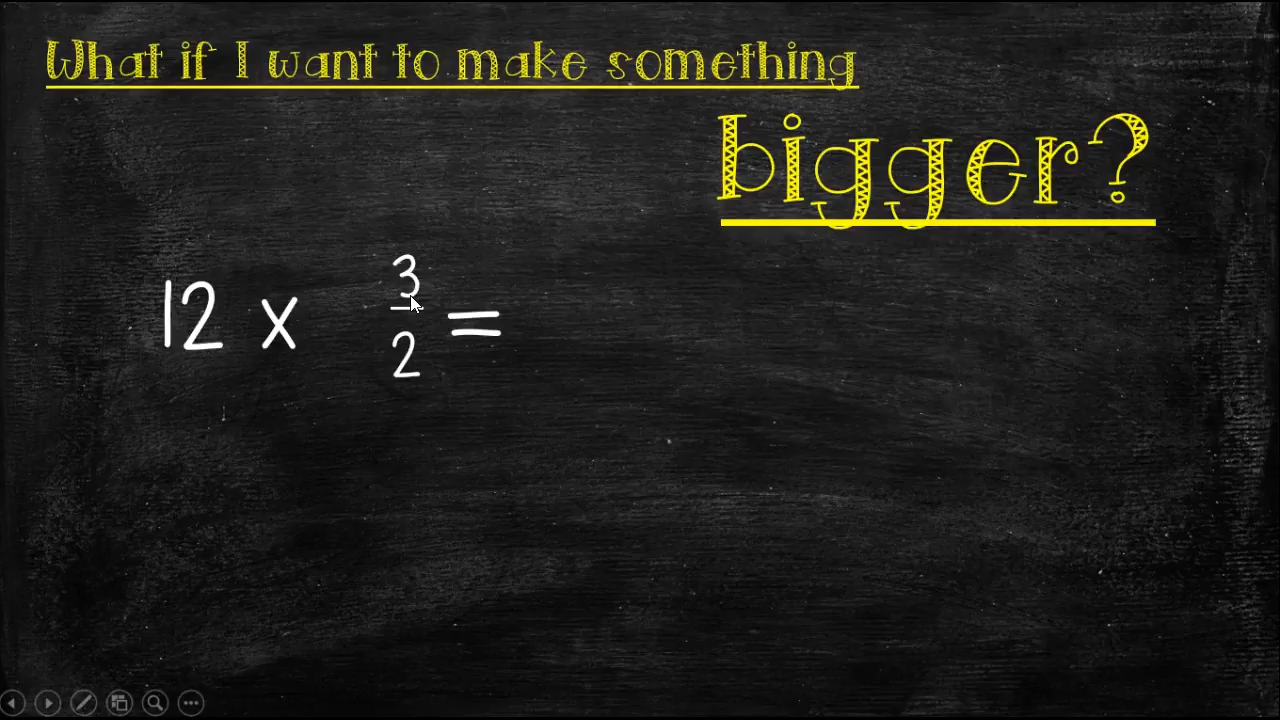 What if I want to make something
bigger?
12 x 3/2 =